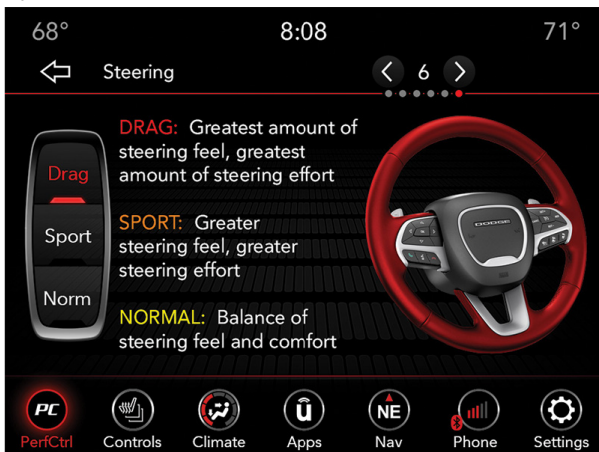 68°
8:08
71°
Steering
6
DRAG: Greatest amount of
steering feel, greatest
amount of steering effort
Drag
SPORT: Greater
steering feel, greater
steering effort
Sport
Norm
NORMAL: Balance of
steering feel and comfort
DODGE
PC
û
NE
PerfCtrl
Controls
Climate
Apps
Nav
Phone
Settings